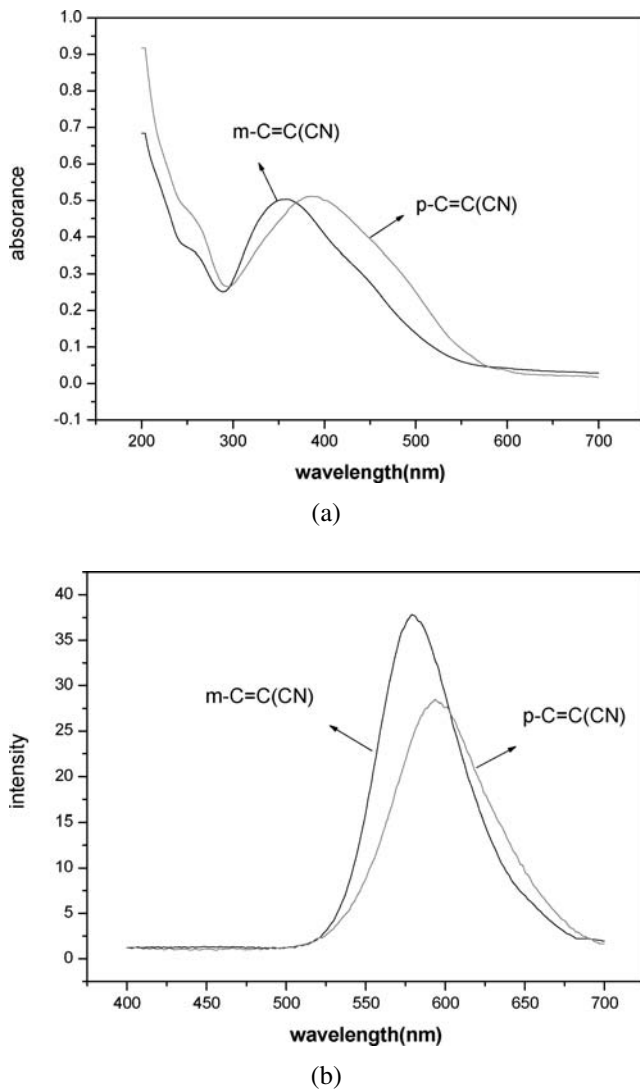 1.0
0.9
0.8
0.7
0.6
0.5
0.4
0.3
0.2
0.1
0.0
-0.1
absorance
m-C=C(CN)
p-C=C(CN)
200 300 400 500 600 700
wavelength(nm)
(a)
40
35
30
25
20
15
10
5
0
intensity
m-C=C(CN)
p-C=C(CN)
400 450 500 550 600 650 700
wavelength(nm)
(b)